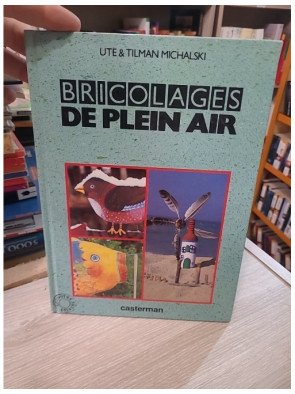 UTE & TILMAN MICHALSKI
BRICOLAGES
DE PLEIN AIR
casterman